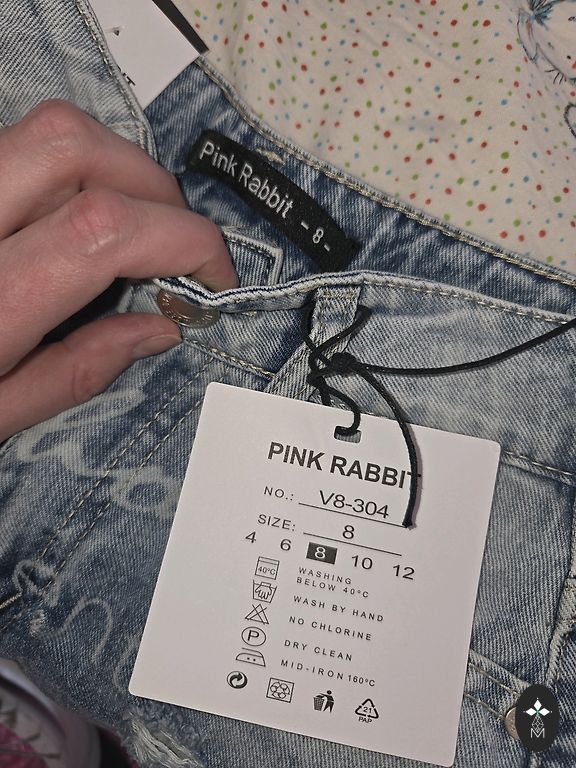 Pink Rabbit - 8 -
PINK RABBIT
NO.: V8-304
SIZE: 8
4 6 8 10 12
40°C
WASHING
BELOW 40°C
WASH BY HAND
NO CHLORINE
P
DRY CLEAN
MID-IRON 160°C
21
PAP
M